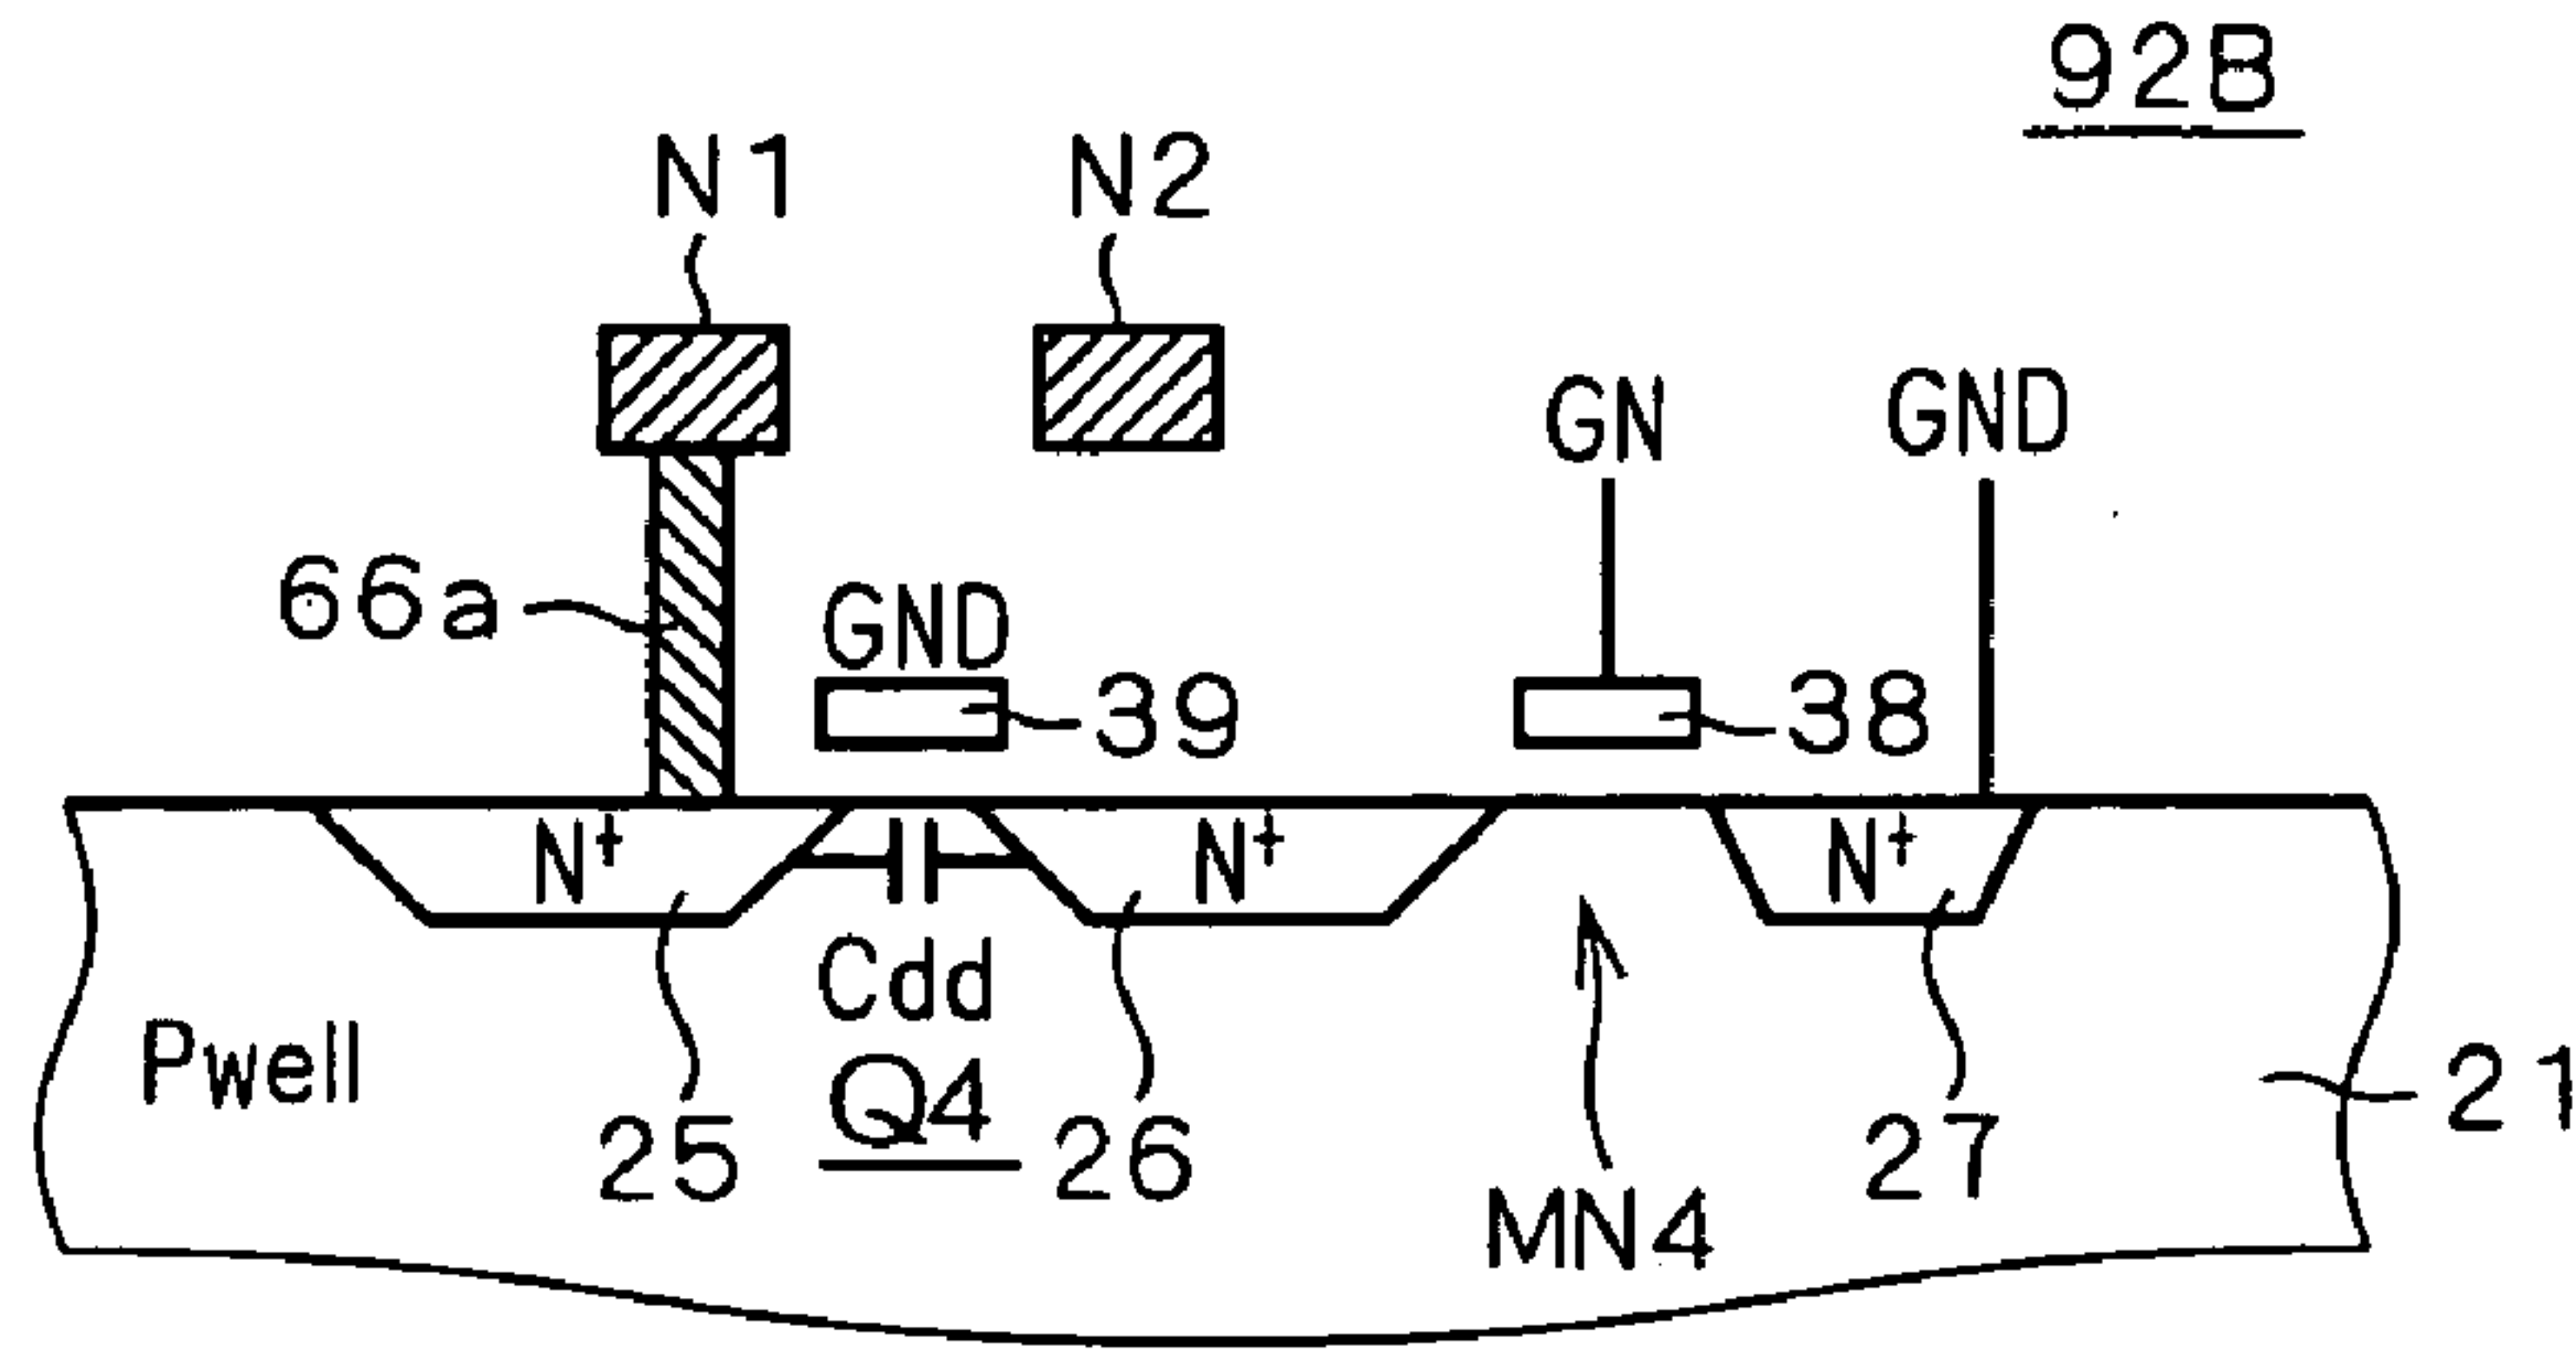 92B
N1 N2
GN GND
66a GND
39 38
N+ N+ N+
Cdd
Pwell Q4 21
25 26 27
MN4